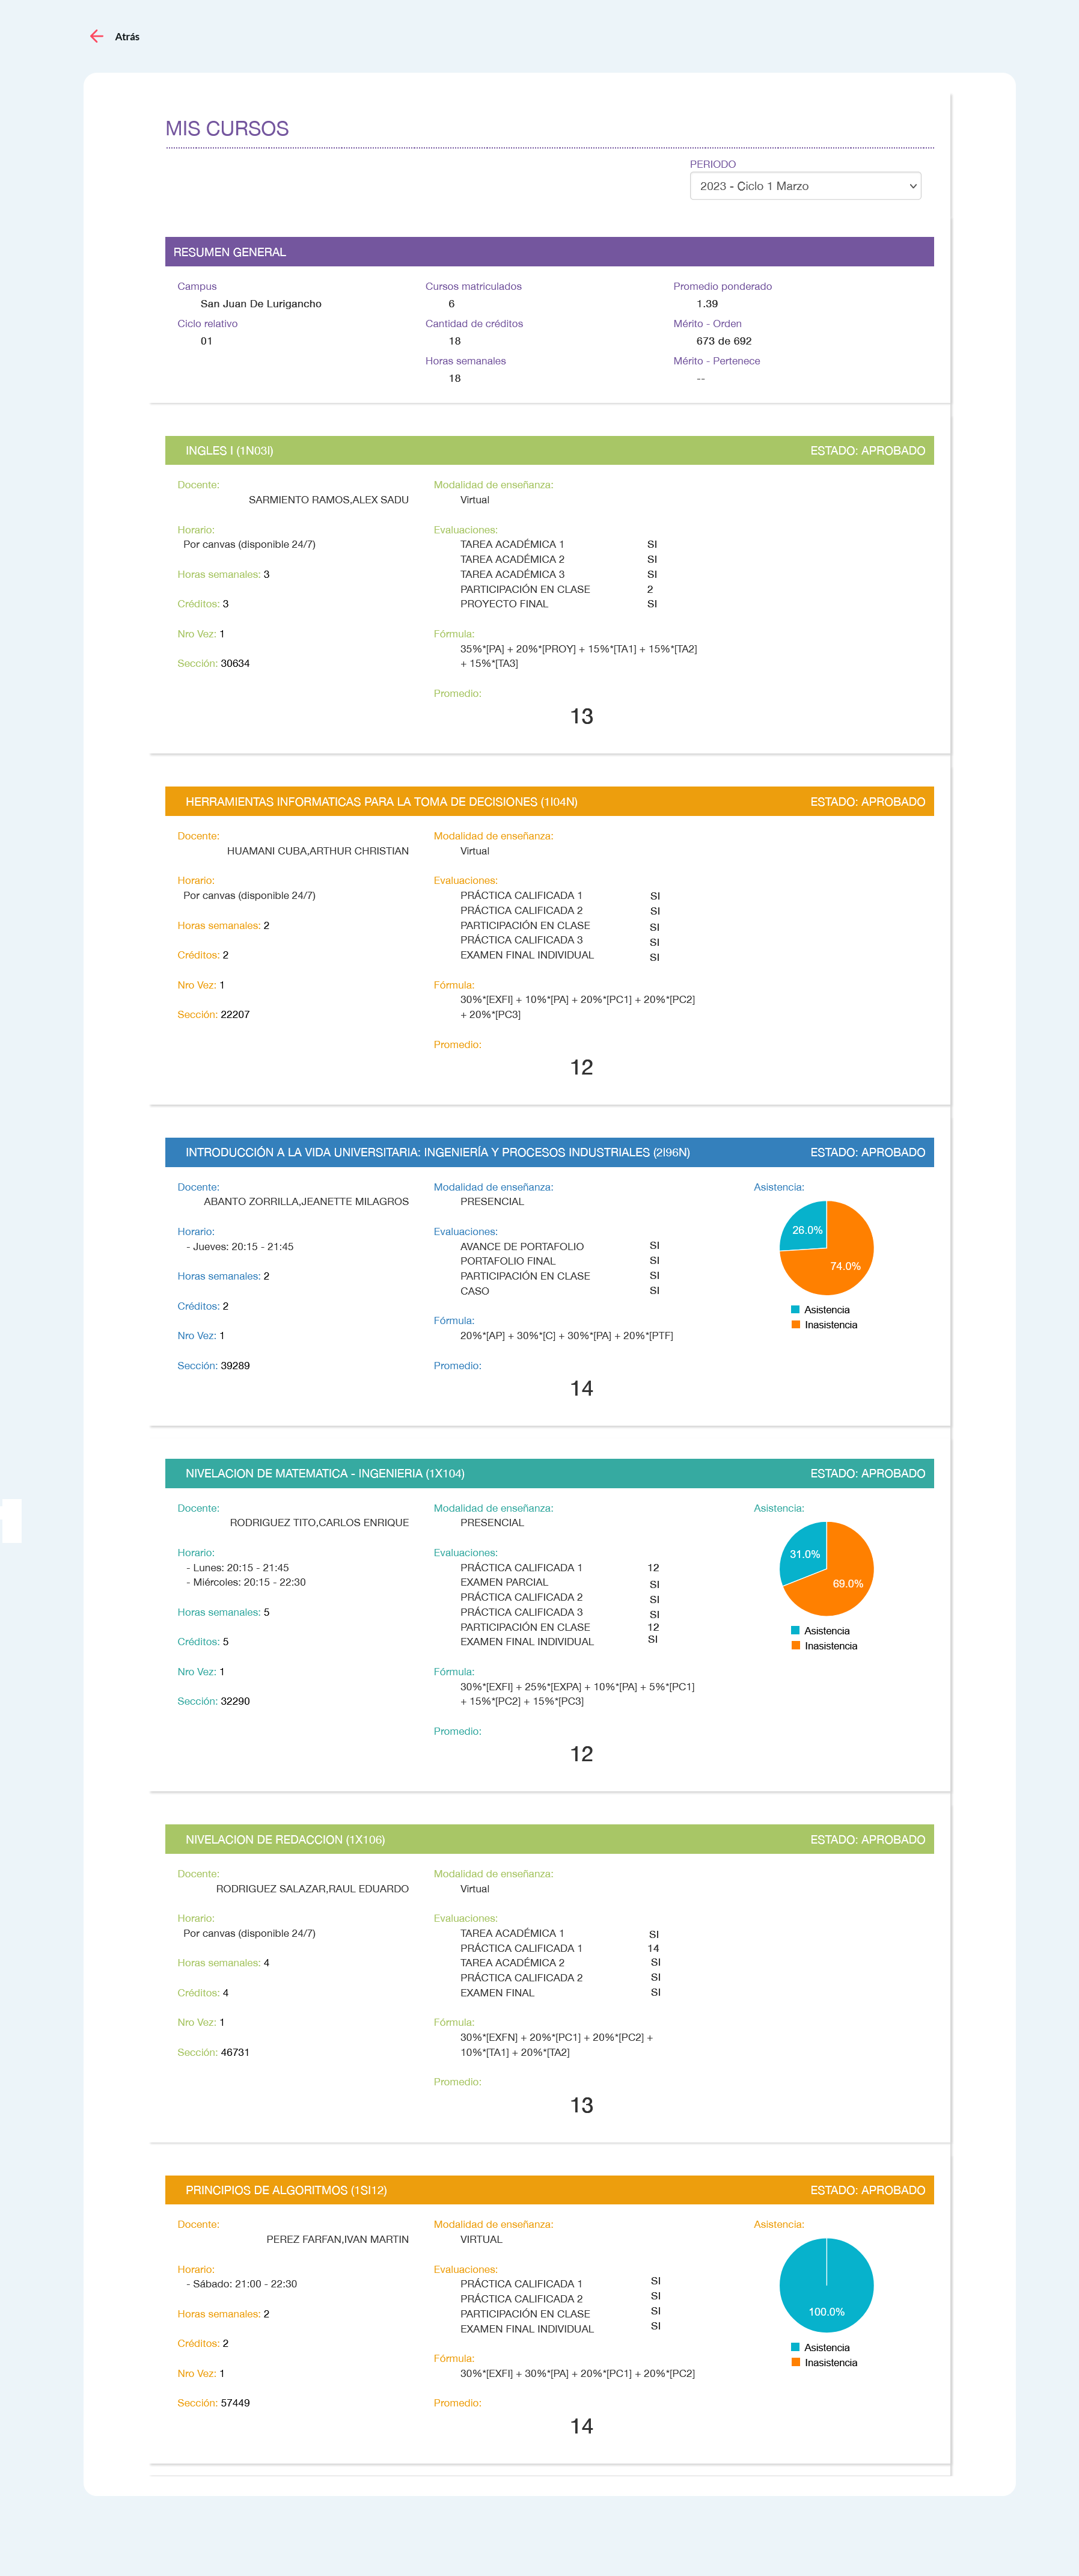 Atrás
MIS CURSOS
PERIODO
2023 - Ciclo 1 Marzo
RESUMEN GENERAL
Campus
San Juan De Lurigancho
Ciclo relativo
01
Cursos matriculados
6
Cantidad de créditos
18
Horas semanales
18
Promedio ponderado
1.39
Mérito - Orden
673 de 692
Mérito - Pertenece
--
INGLES I (1N03I) ESTADO: APROBADO
Docente:
SARMIENTO RAMOS,ALEX SADU
Horario:
Por canvas (disponible 24/7)
Horas semanales: 3
Créditos: 3
Nro Vez: 1
Sección: 30634
Modalidad de enseñanza:
Virtual
Evaluaciones:
TAREA ACADÉMICA 1 SI
TAREA ACADÉMICA 2 SI
TAREA ACADÉMICA 3 SI
PARTICIPACIÓN EN CLASE 2
PROYECTO FINAL SI
Fórmula:
35%*[PA] + 20%*[PROY] + 15%*[TA1] + 15%*[TA2]
+ 15%*[TA3]
Promedio:
13
HERRAMIENTAS INFORMATICAS PARA LA TOMA DE DECISIONES (1I04N) ESTADO: APROBADO
Docente:
HUAMANI CUBA,ARTHUR CHRISTIAN
Horario:
Por canvas (disponible 24/7)
Horas semanales: 2
Créditos: 2
Nro Vez: 1
Sección: 22207
Modalidad de enseñanza:
Virtual
Evaluaciones:
PRÁCTICA CALIFICADA 1 SI
PRÁCTICA CALIFICADA 2 SI
PARTICIPACIÓN EN CLASE SI
PRÁCTICA CALIFICADA 3 SI
EXAMEN FINAL INDIVIDUAL SI
Fórmula:
30%*[EXFI] + 10%*[PA] + 20%*[PC1] + 20%*[PC2]
+ 20%*[PC3]
Promedio:
12
INTRODUCCIÓN A LA VIDA UNIVERSITARIA: INGENIERÍA Y PROCESOS INDUSTRIALES (2I96N) ESTADO: APROBADO
Docente:
ABANTO ZORRILLA,JEANETTE MILAGROS
Horario:
- Jueves: 20:15 - 21:45
Horas semanales: 2
Créditos: 2
Nro Vez: 1
Sección: 39289
Modalidad de enseñanza:
PRESENCIAL
Evaluaciones:
AVANCE DE PORTAFOLIO SI
PORTAFOLIO FINAL SI
PARTICIPACIÓN EN CLASE SI
CASO SI
Fórmula:
20%*[AP] + 30%*[C] + 30%*[PA] + 20%*[PTF]
Promedio:
14
Asistencia:
26.0%
74.0%
Asistencia
Inasistencia
NIVELACION DE MATEMATICA - INGENIERIA (1X104) ESTADO: APROBADO
Docente:
RODRIGUEZ TITO,CARLOS ENRIQUE
Horario:
- Lunes: 20:15 - 21:45
- Miércoles: 20:15 - 22:30
Horas semanales: 5
Créditos: 5
Nro Vez: 1
Sección: 32290
Modalidad de enseñanza:
PRESENCIAL
Evaluaciones:
PRÁCTICA CALIFICADA 1 12
EXAMEN PARCIAL SI
PRÁCTICA CALIFICADA 2 SI
PRÁCTICA CALIFICADA 3 SI
PARTICIPACIÓN EN CLASE 12
EXAMEN FINAL INDIVIDUAL SI
Fórmula:
30%*[EXFI] + 25%*[EXPA] + 10%*[PA] + 5%*[PC1]
+ 15%*[PC2] + 15%*[PC3]
Promedio:
12
Asistencia:
31.0%
69.0%
Asistencia
Inasistencia
NIVELACION DE REDACCION (1X106) ESTADO: APROBADO
Docente:
RODRIGUEZ SALAZAR,RAUL EDUARDO
Horario:
Por canvas (disponible 24/7)
Horas semanales: 4
Créditos: 4
Nro Vez: 1
Sección: 46731
Modalidad de enseñanza:
Virtual
Evaluaciones:
TAREA ACADÉMICA 1 SI
PRÁCTICA CALIFICADA 1 14
TAREA ACADÉMICA 2 SI
PRÁCTICA CALIFICADA 2 SI
EXAMEN FINAL SI
Fórmula:
30%*[EXFN] + 20%*[PC1] + 20%*[PC2] +
10%*[TA1] + 20%*[TA2]
Promedio:
13
PRINCIPIOS DE ALGORITMOS (1SI12) ESTADO: APROBADO
Docente:
PEREZ FARFAN,IVAN MARTIN
Horario:
- Sábado: 21:00 - 22:30
Horas semanales: 2
Créditos: 2
Nro Vez: 1
Sección: 57449
Modalidad de enseñanza:
VIRTUAL
Evaluaciones:
PRÁCTICA CALIFICADA 1 SI
PRÁCTICA CALIFICADA 2 SI
PARTICIPACIÓN EN CLASE SI
EXAMEN FINAL INDIVIDUAL SI
Fórmula:
30%*[EXFI] + 30%*[PA] + 20%*[PC1] + 20%*[PC2]
Promedio:
14
Asistencia:
100.0%
Asistencia
Inasistencia